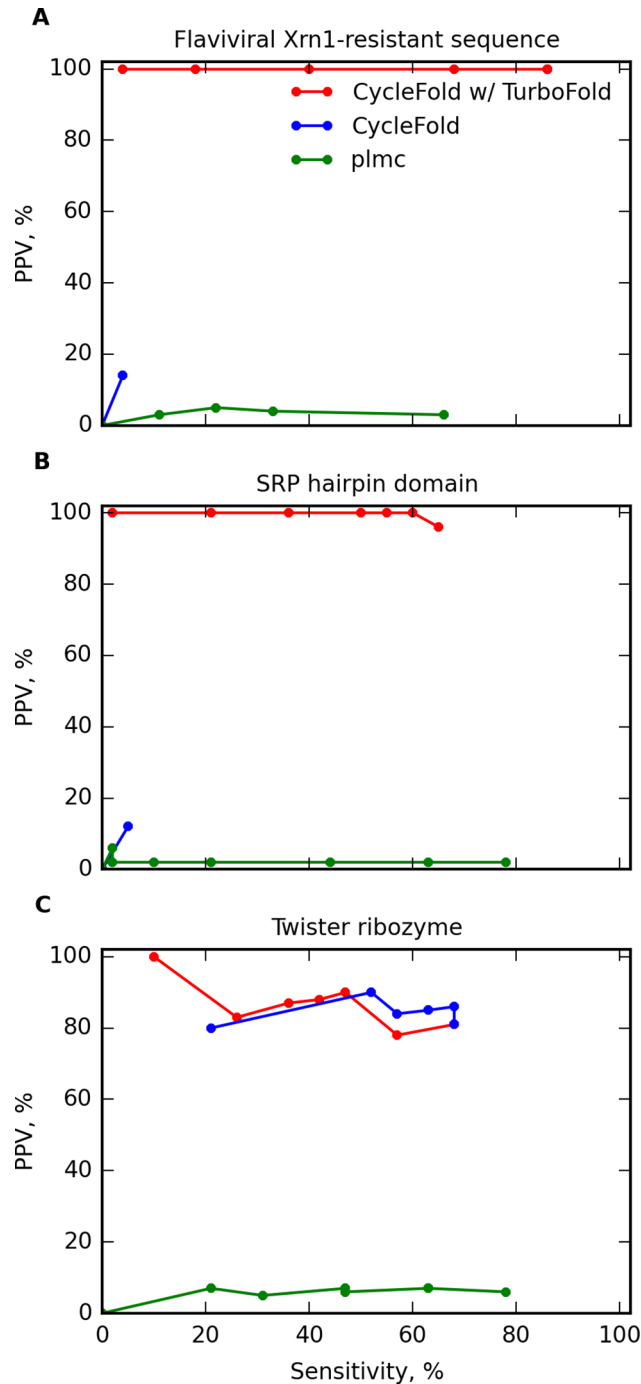 A
Flaviviral Xrn1-resistant sequence
100
80
60
40
20
0
PPV, %
CycleFold w/ TurboFold
CycleFold
plmc
B
SRP hairpin domain
100
80
60
40
20
0
PPV, %
C
Twister ribozyme
100
80
60
40
20
0
PPV, %
0 20 40 60 80 100
Sensitivity, %